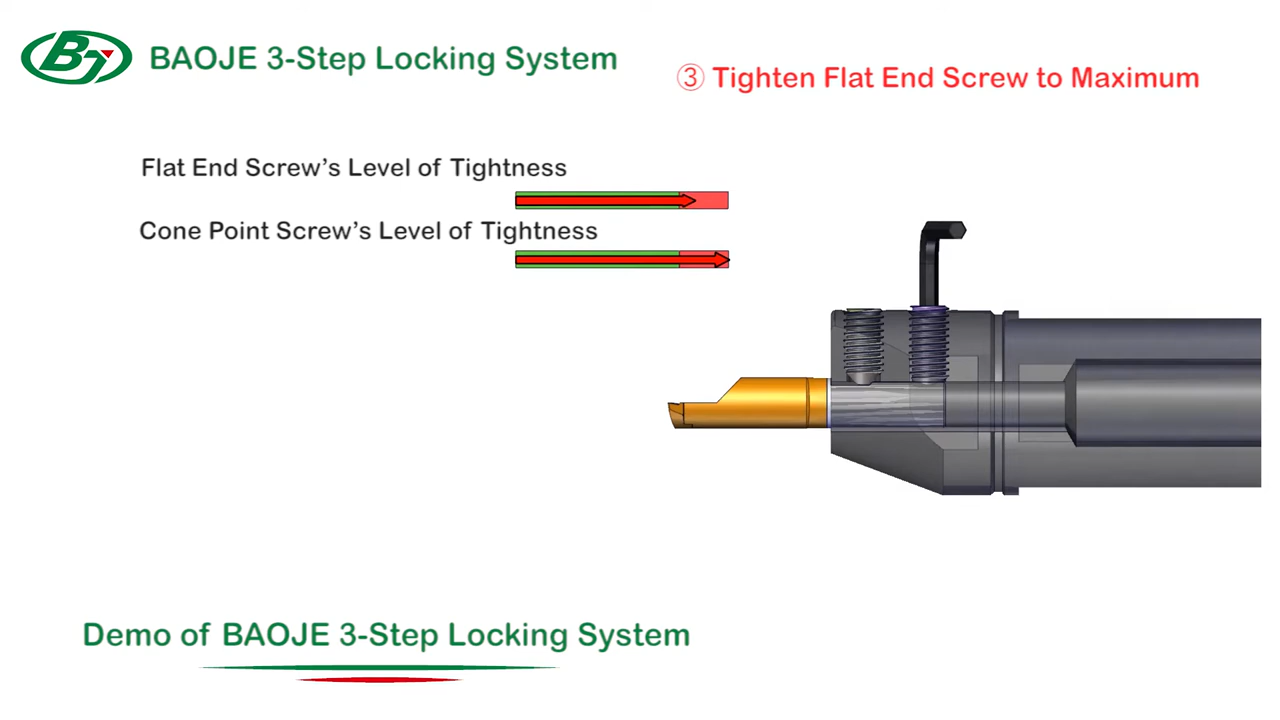 BJ
BAOJE 3-Step Locking System
③ Tighten Flat End Screw to Maximum
Flat End Screw’s Level of Tightness
Cone Point Screw’s Level of Tightness
Demo of BAOJE 3-Step Locking System